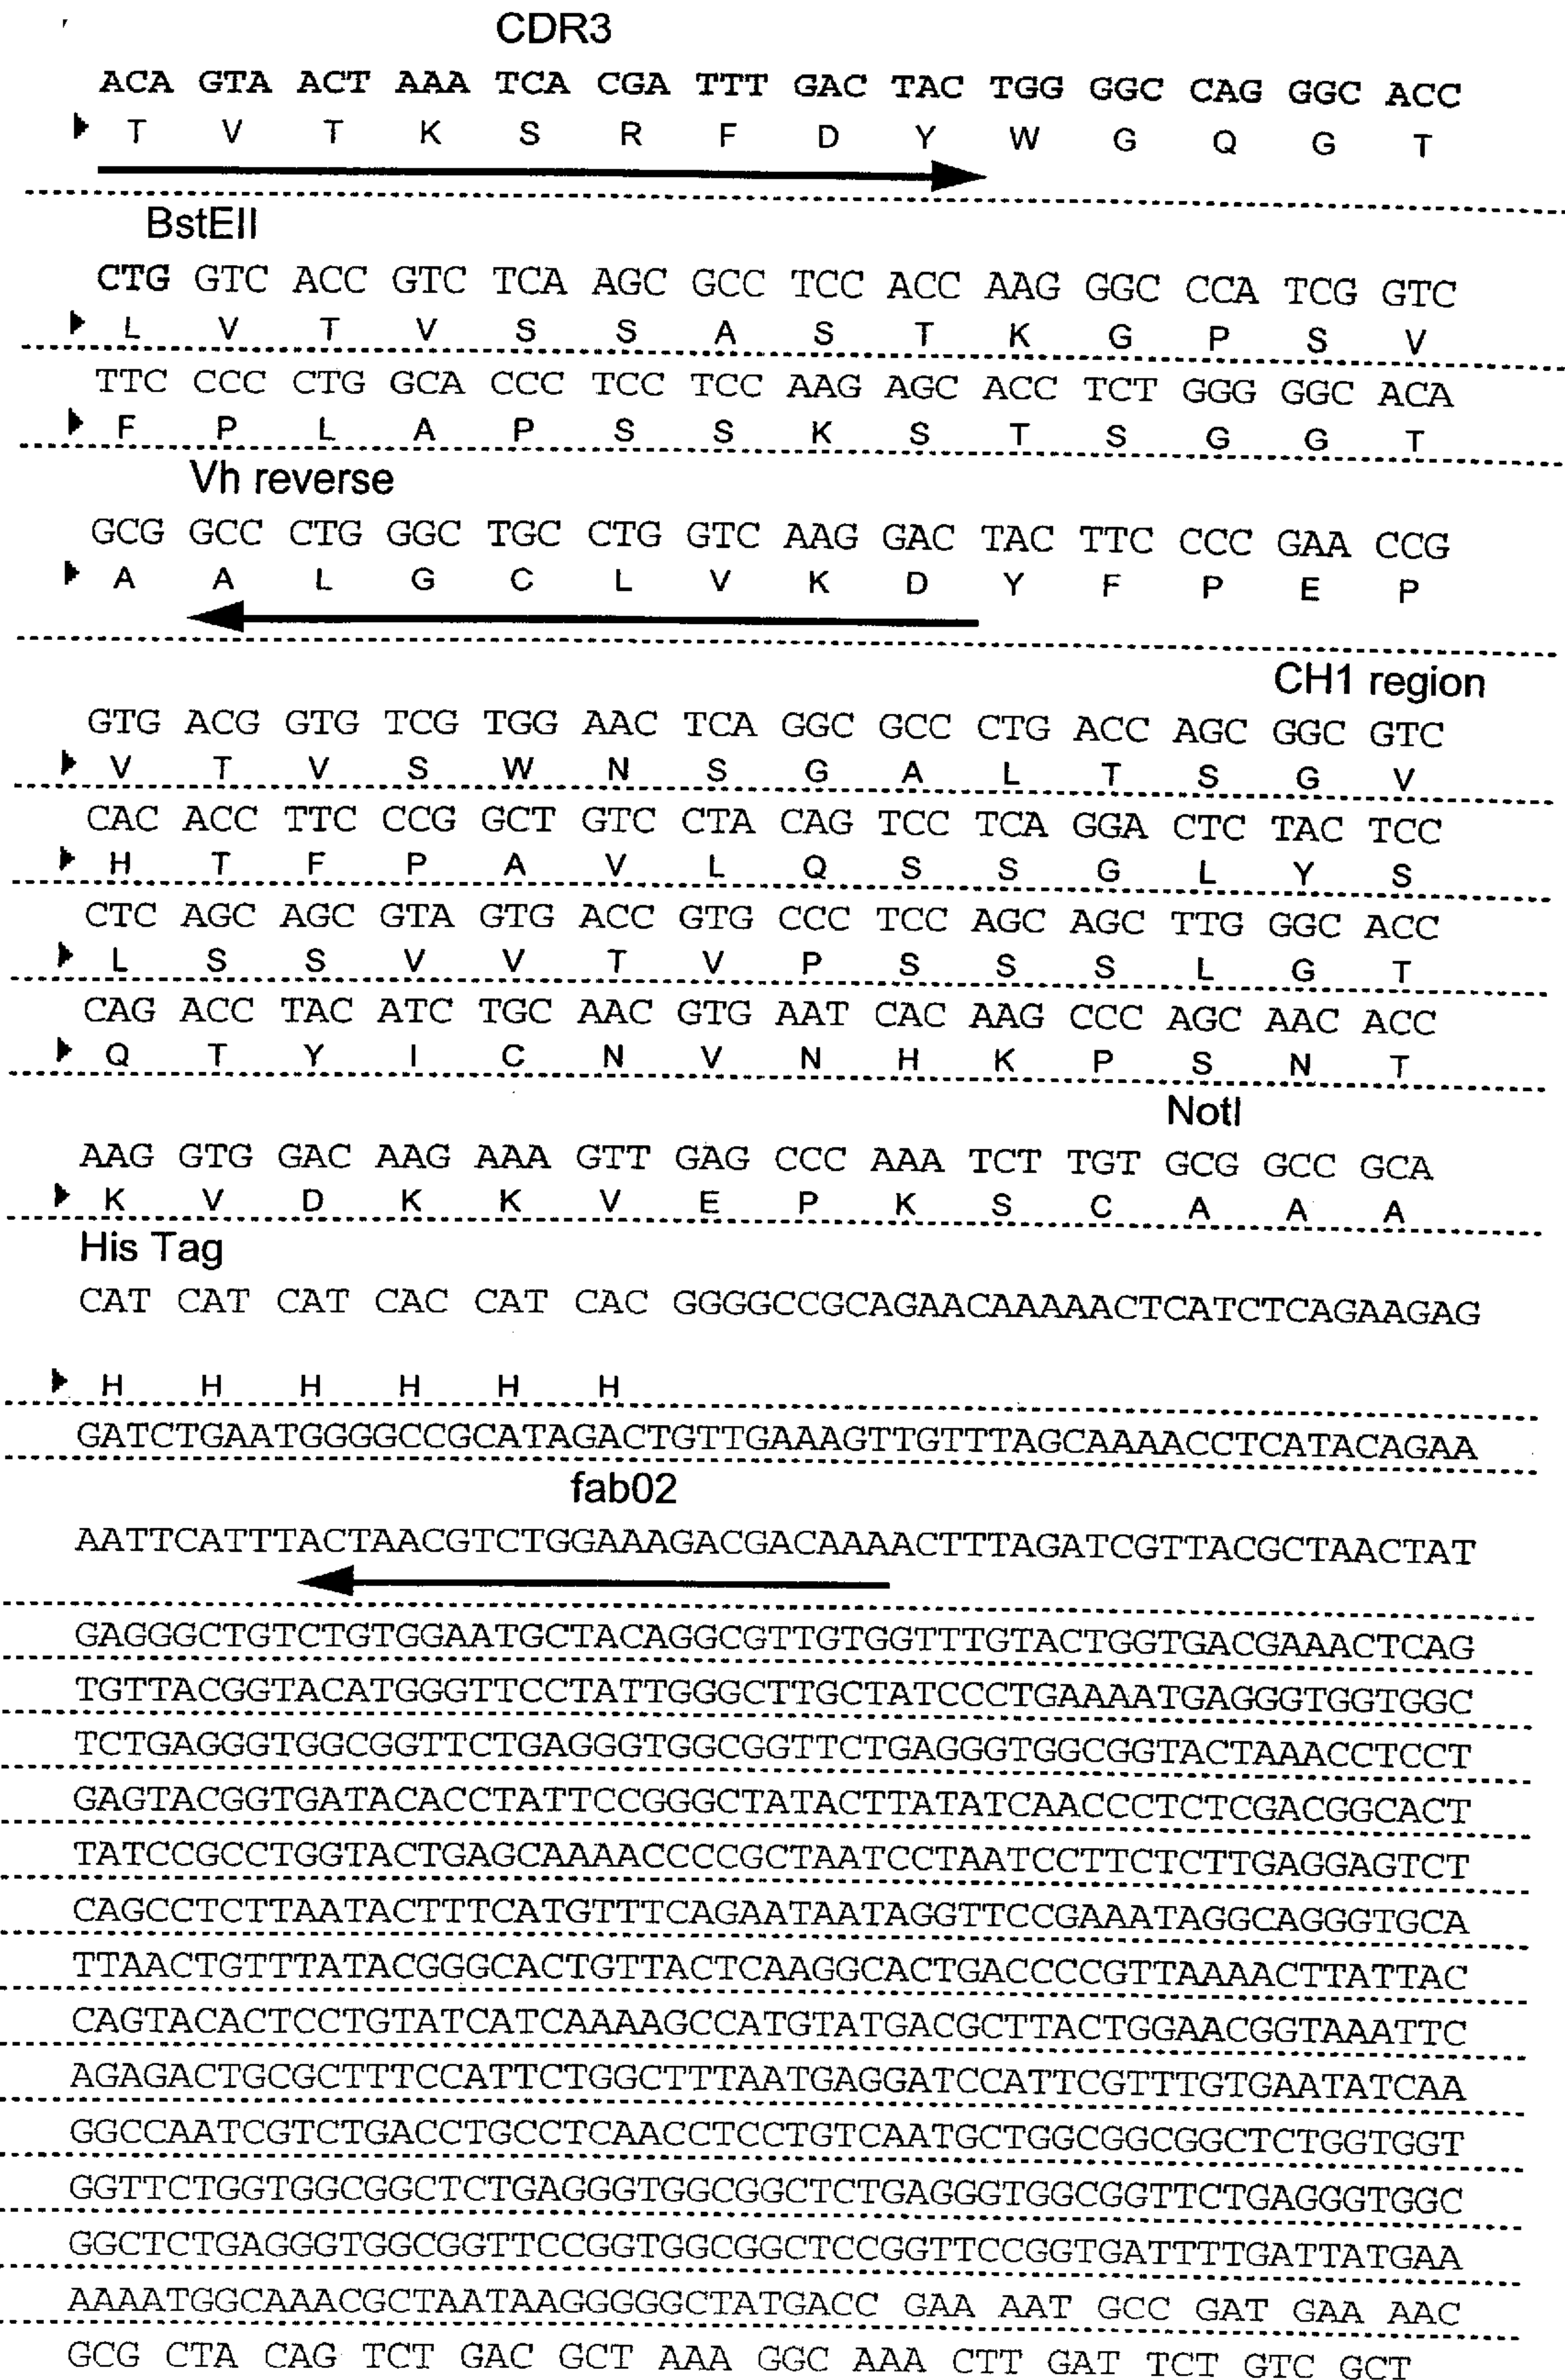 CDR3
ACA GTA ACT AAA TCA CGA TTT GAC TAC TGG GGC CAG GGC ACC
T V T K S R F D Y W G Q G T
BstEII
CTG GTC ACC GTC TCA AGC GCC TCC ACC AAG GGC CCA TCG GTC
L V T V S S A S T K G P S V
TTC CCC CTG GCA CCC TCC TCC AAG AGC ACC TCT GGG GGC ACA
F P L A P S S K S T S G G T
Vh reverse
GCG GCC CTG GGC TGC CTG GTC AAG GAC TAC TTC CCC GAA CCG
A A L G C L V K D Y F P E P
CH1 region
GTG ACG GTG TCG TGG AAC TCA GGC GCC CTG ACC AGC GGC GTC
V T V S W N S G A L T S G V
CAC ACC TTC CCG GCT GTC CTA CAG TCC TCA GGA CTC TAC TCC
H T F P A V L Q S S G L Y S
CTC AGC AGC GTA GTG ACC GTG CCC TCC AGC AGC TTG GGC ACC
L S S V V T V P S S S L G T
CAG ACC TAC ATC TGC AAC GTG AAT CAC AAG CCC AGC AAC ACC
Q T Y I C N V N H K P S N T
NotI
AAG GTG GAC AAG AAA GTT GAG CCC AAA TCT TGT GCG GCC GCA
K V D K K V E P K S C A A A
His Tag
CAT CAT CAT CAC CAT CAC GGGGCCGCAGAACAAAAACTCATCTCAGAAGAG
H H H H H H
GATCTGAATGGGGCCGCATAGACTGTTGAAAGTTGTTTAGCAAAACCTCATACAGAA
fab02
AATTCATTTACTAACGTCTGGAAAGACGACAAAACTTTAGATCGTTACGCTAACTAT
GAGGGCTGTCTGTGGAATGCTACAGGCGTTGTGGTTTGTACTGGTGACGAAACTCAG
TGTTACGGTACATGGGTTCCTATTGGGCTTGCTATCCCTGAAAATGAGGGTGGTGGC
TCTGAGGGTGGCGGTTCTGAGGGTGGCGGTTCTGAGGGTGGCGGTACTAAACCTCCT
GAGTACGGTGATACACCTATTCCGGGCTATACTTATATCAACCCTCTCGACGGCACT
TATCCGCCTGGTACTGAGCAAAACCCCGCTAATCCTAATCCTTCTCTTGAGGAGTCT
CAGCCTCTTAATACTTTCATGTTTCAGAATAATAGGTTCCGAAATAGGCAGGGTGCA
TTAACTGTTTATACGGGCACTGTTACTCAAGGCACTGACCCCGTTAAAACTTATTAC
CAGTACACTCCTGTATCATCAAAAGCCATGTATGACGCTTACTGGAACGGTAAATTC
AGAGACTGCGCTTTCCATTCTGGCTTTAATGAGGATCCATTCGTTTGTGAATATCAA
GGCCAATCGTCTGACCTGCCTCAACCTCCTGTCAATGCTGGCGGCGGCTCTGGTGGT
GGTTCTGGTGGCGGCTCTGAGGGTGGCGGCTCTGAGGGTGGCGGTTCTGAGGGTGGC
GGCTCTGAGGGTGGCGGTTCCGGTGGCGGCTCCGGTTCCGGTGATTTTGATTATGAA
AAAATGGCAAACGCTAATAAGGGGGCTATGACC GAA AAT GCC GAT GAA AAC
GCG CTA CAG TCT GAC GCT AAA GGC AAA CTT GAT TCT GTC GCT